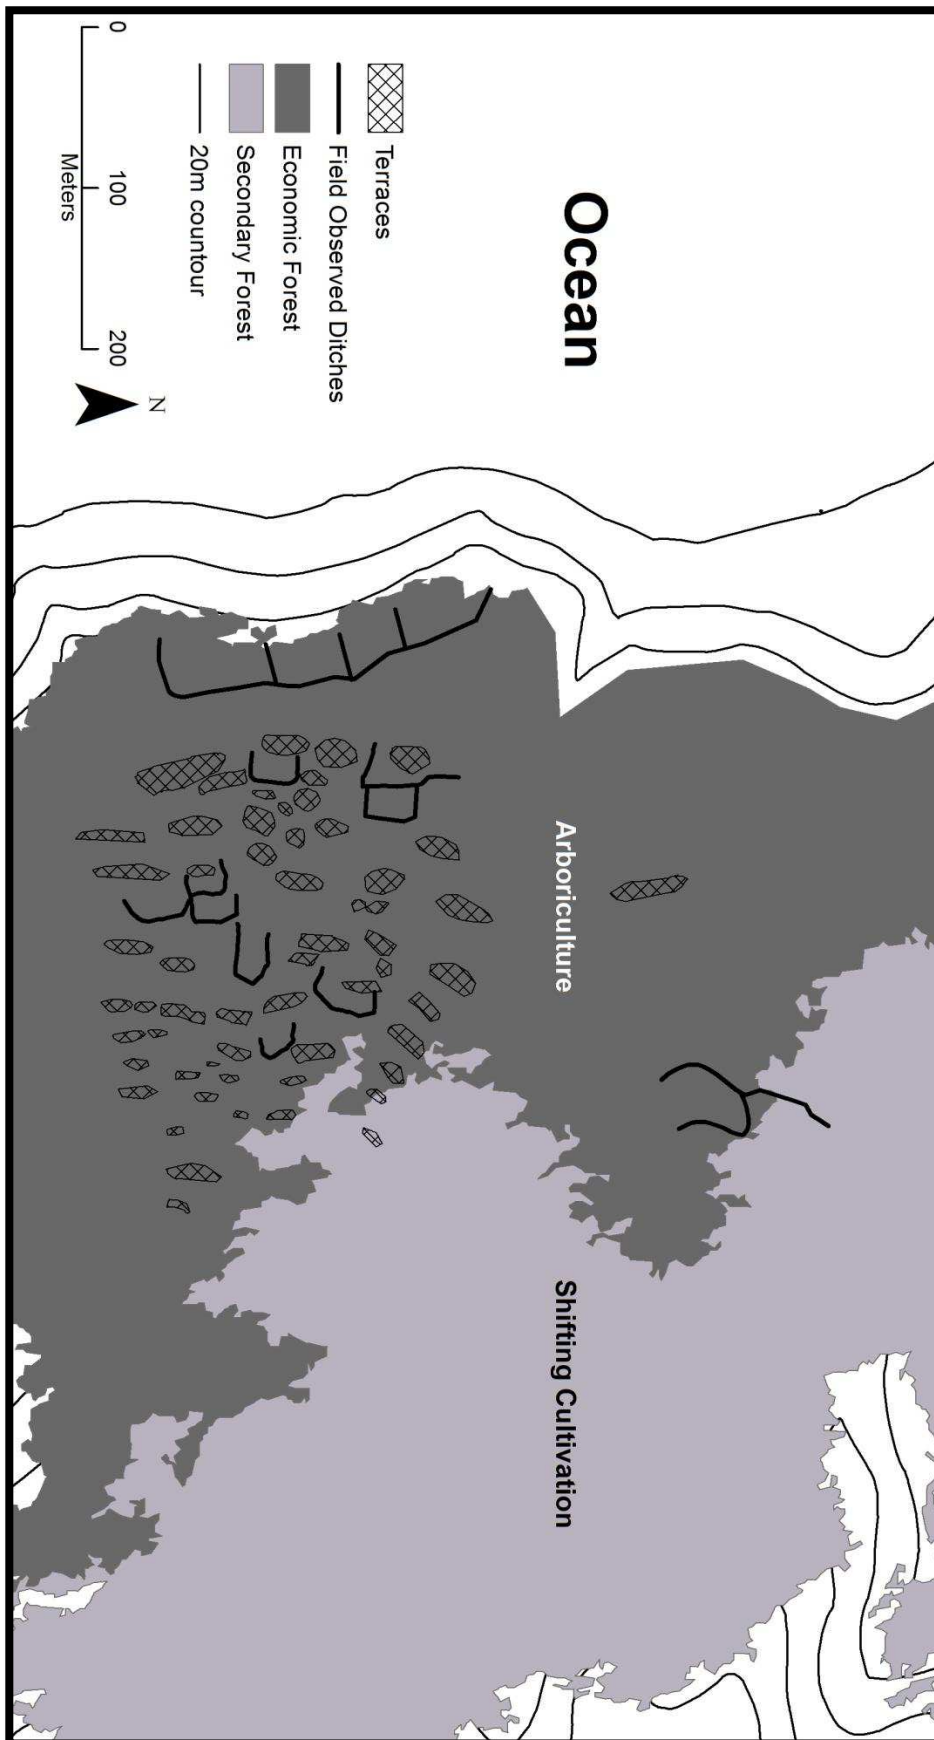 Ocean
Terraces
Field Observed Ditches
Economic Forest
Secondary Forest
20m countour
0 100 200
Meters
N
Arboriculture
Shifting Cultivation